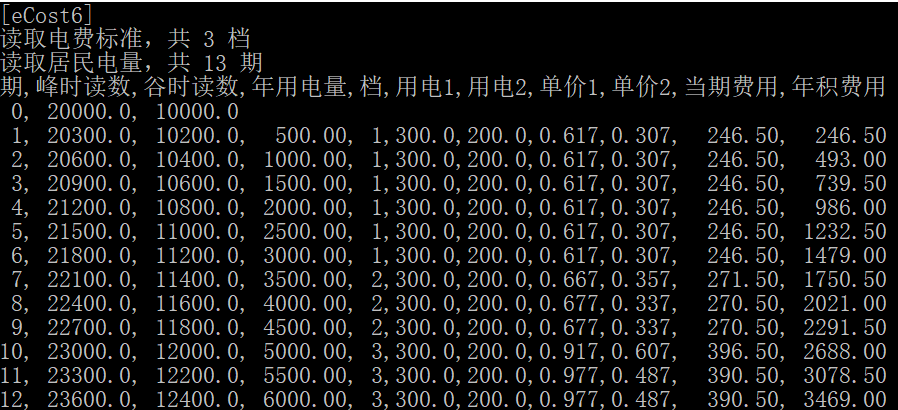 [eCost6]
读取电费标准，共 3 档
读取居民电量，共 13 期
期,峰时读数,谷时读数,年用电量,档,用电1,用电2,单价1,单价2,当期费用,年积费用
0, 20000.0, 10000.0
1, 20300.0, 10200.0, 500.00, 1,300.0,200.0,0.617,0.307, 246.50, 246.50
2, 20600.0, 10400.0, 1000.00, 1,300.0,200.0,0.617,0.307, 246.50, 493.00
3, 20900.0, 10600.0, 1500.00, 1,300.0,200.0,0.617,0.307, 246.50, 739.50
4, 21200.0, 10800.0, 2000.00, 1,300.0,200.0,0.617,0.307, 246.50, 986.00
5, 21500.0, 11000.0, 2500.00, 1,300.0,200.0,0.617,0.307, 246.50, 1232.50
6, 21800.0, 11200.0, 3000.00, 1,300.0,200.0,0.617,0.307, 246.50, 1479.00
7, 22100.0, 11400.0, 3500.00, 2,300.0,200.0,0.667,0.357, 271.50, 1750.50
8, 22400.0, 11600.0, 4000.00, 2,300.0,200.0,0.677,0.337, 270.50, 2021.00
9, 22700.0, 11800.0, 4500.00, 2,300.0,200.0,0.677,0.337, 270.50, 2291.50
10, 23000.0, 12000.0, 5000.00, 3,300.0,200.0,0.917,0.607, 396.50, 2688.00
11, 23300.0, 12200.0, 5500.00, 3,300.0,200.0,0.977,0.487, 390.50, 3078.50
12, 23600.0, 12400.0, 6000.00, 3,300.0,200.0,0.977,0.487, 390.50, 3469.00